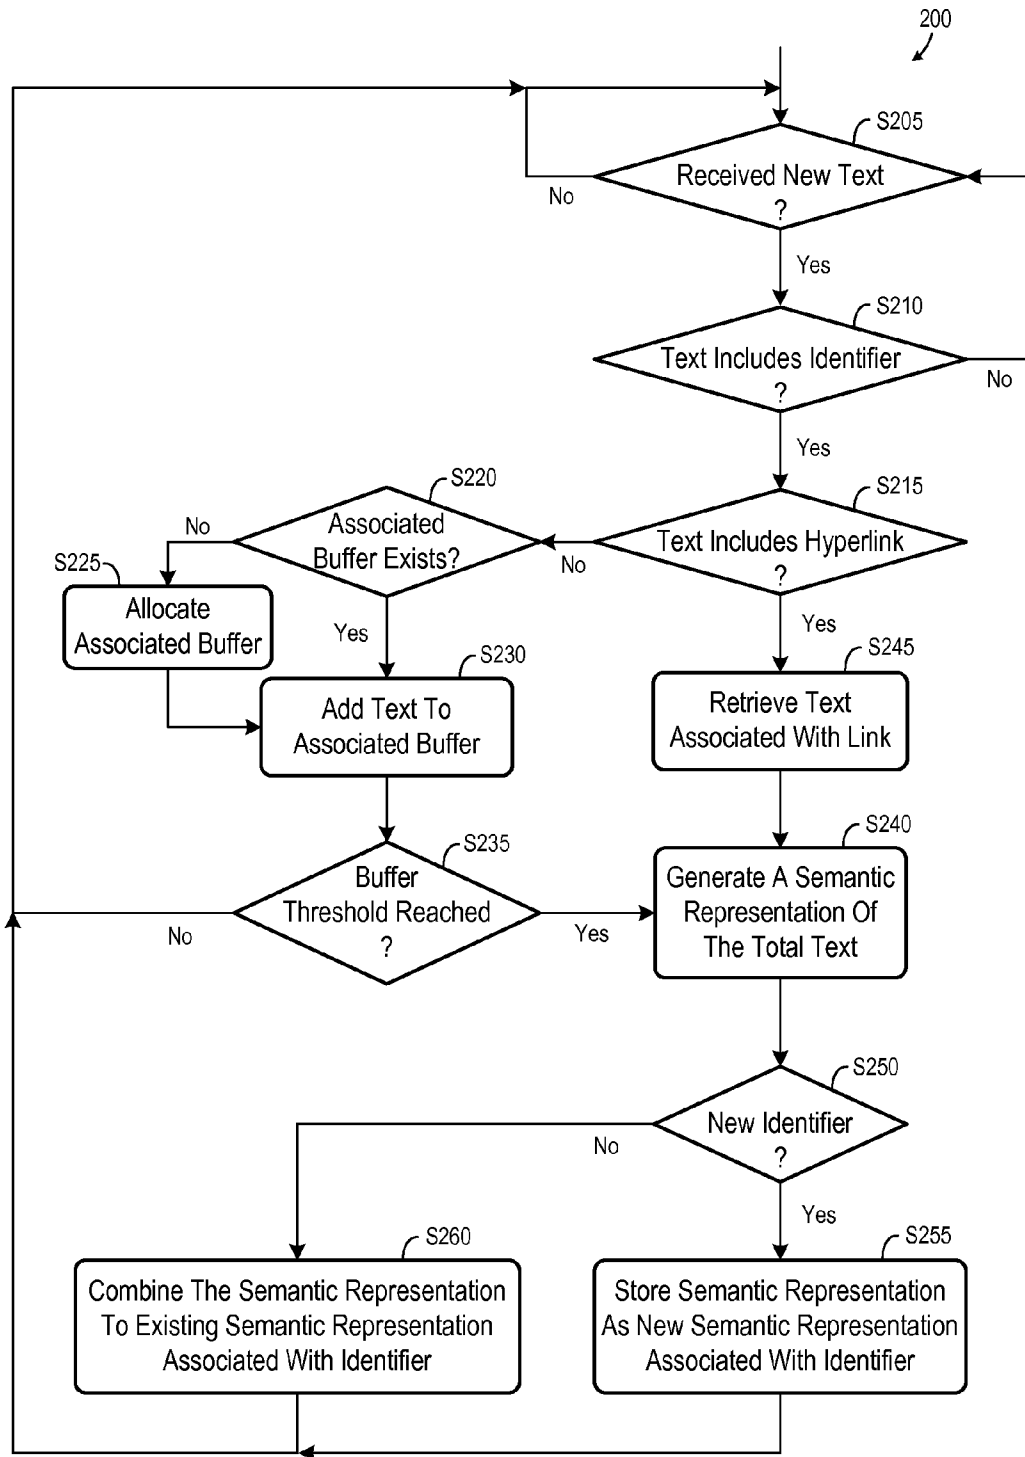 200
S205
Received New Text
?
No
Yes
S210
Text Includes Identifier
?
No
Yes
S215
Text Includes Hyperlink
?
No
Yes
S220
Associated
Buffer Exists?
No
Yes
S225
Allocate
Associated Buffer
S230
Add Text To
Associated Buffer
S245
Retrieve Text
Associated With Link
S235
Buffer
Threshold Reached
?
No
Yes
S240
Generate A Semantic
Representation Of
The Total Text
S250
New Identifier
?
No
Yes
S260
Combine The Semantic Representation
To Existing Semantic Representation
Associated With Identifier
S255
Store Semantic Representation
As New Semantic Representation
Associated With Identifier